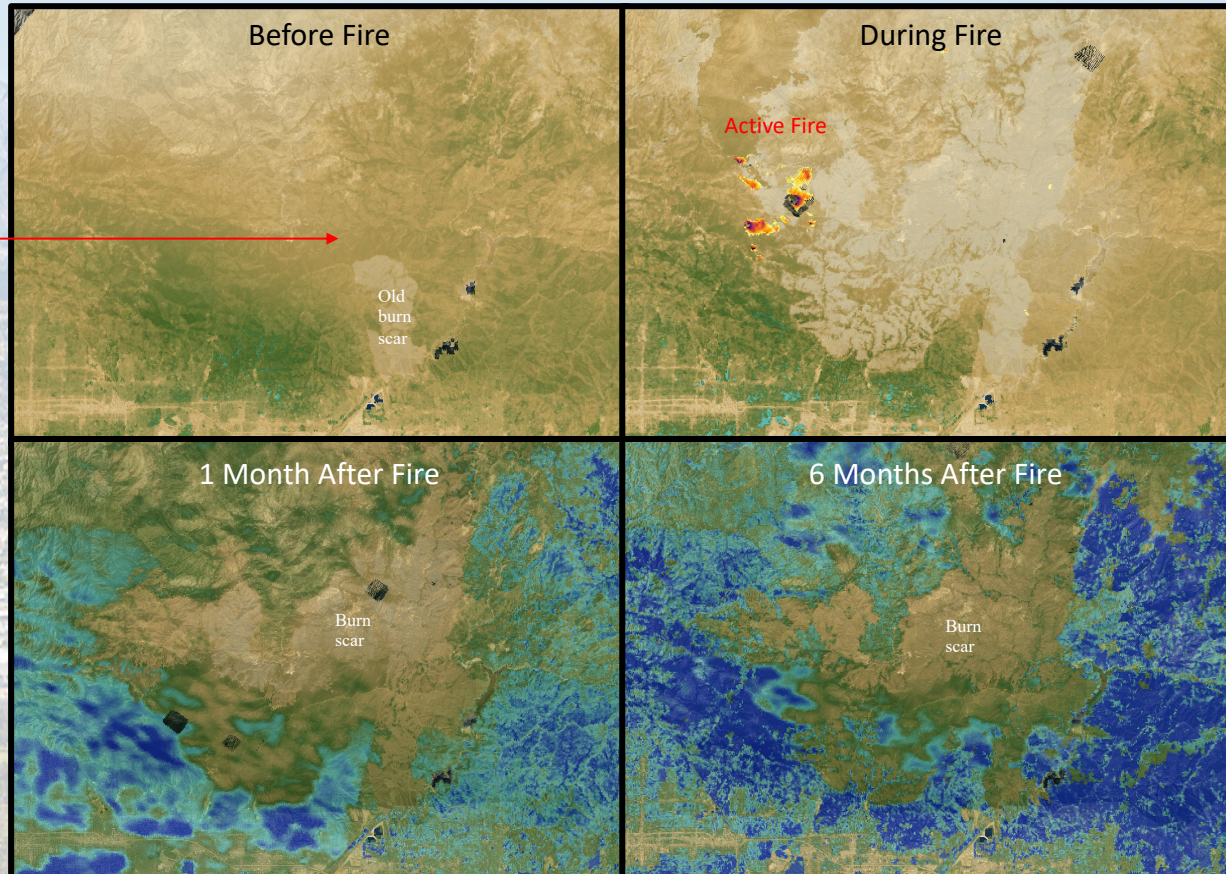 Before Fire
During Fire
Active Fire
Old
burn
scar
1 Month After Fire
6 Months After Fire
Burn
scar
Burn
scar